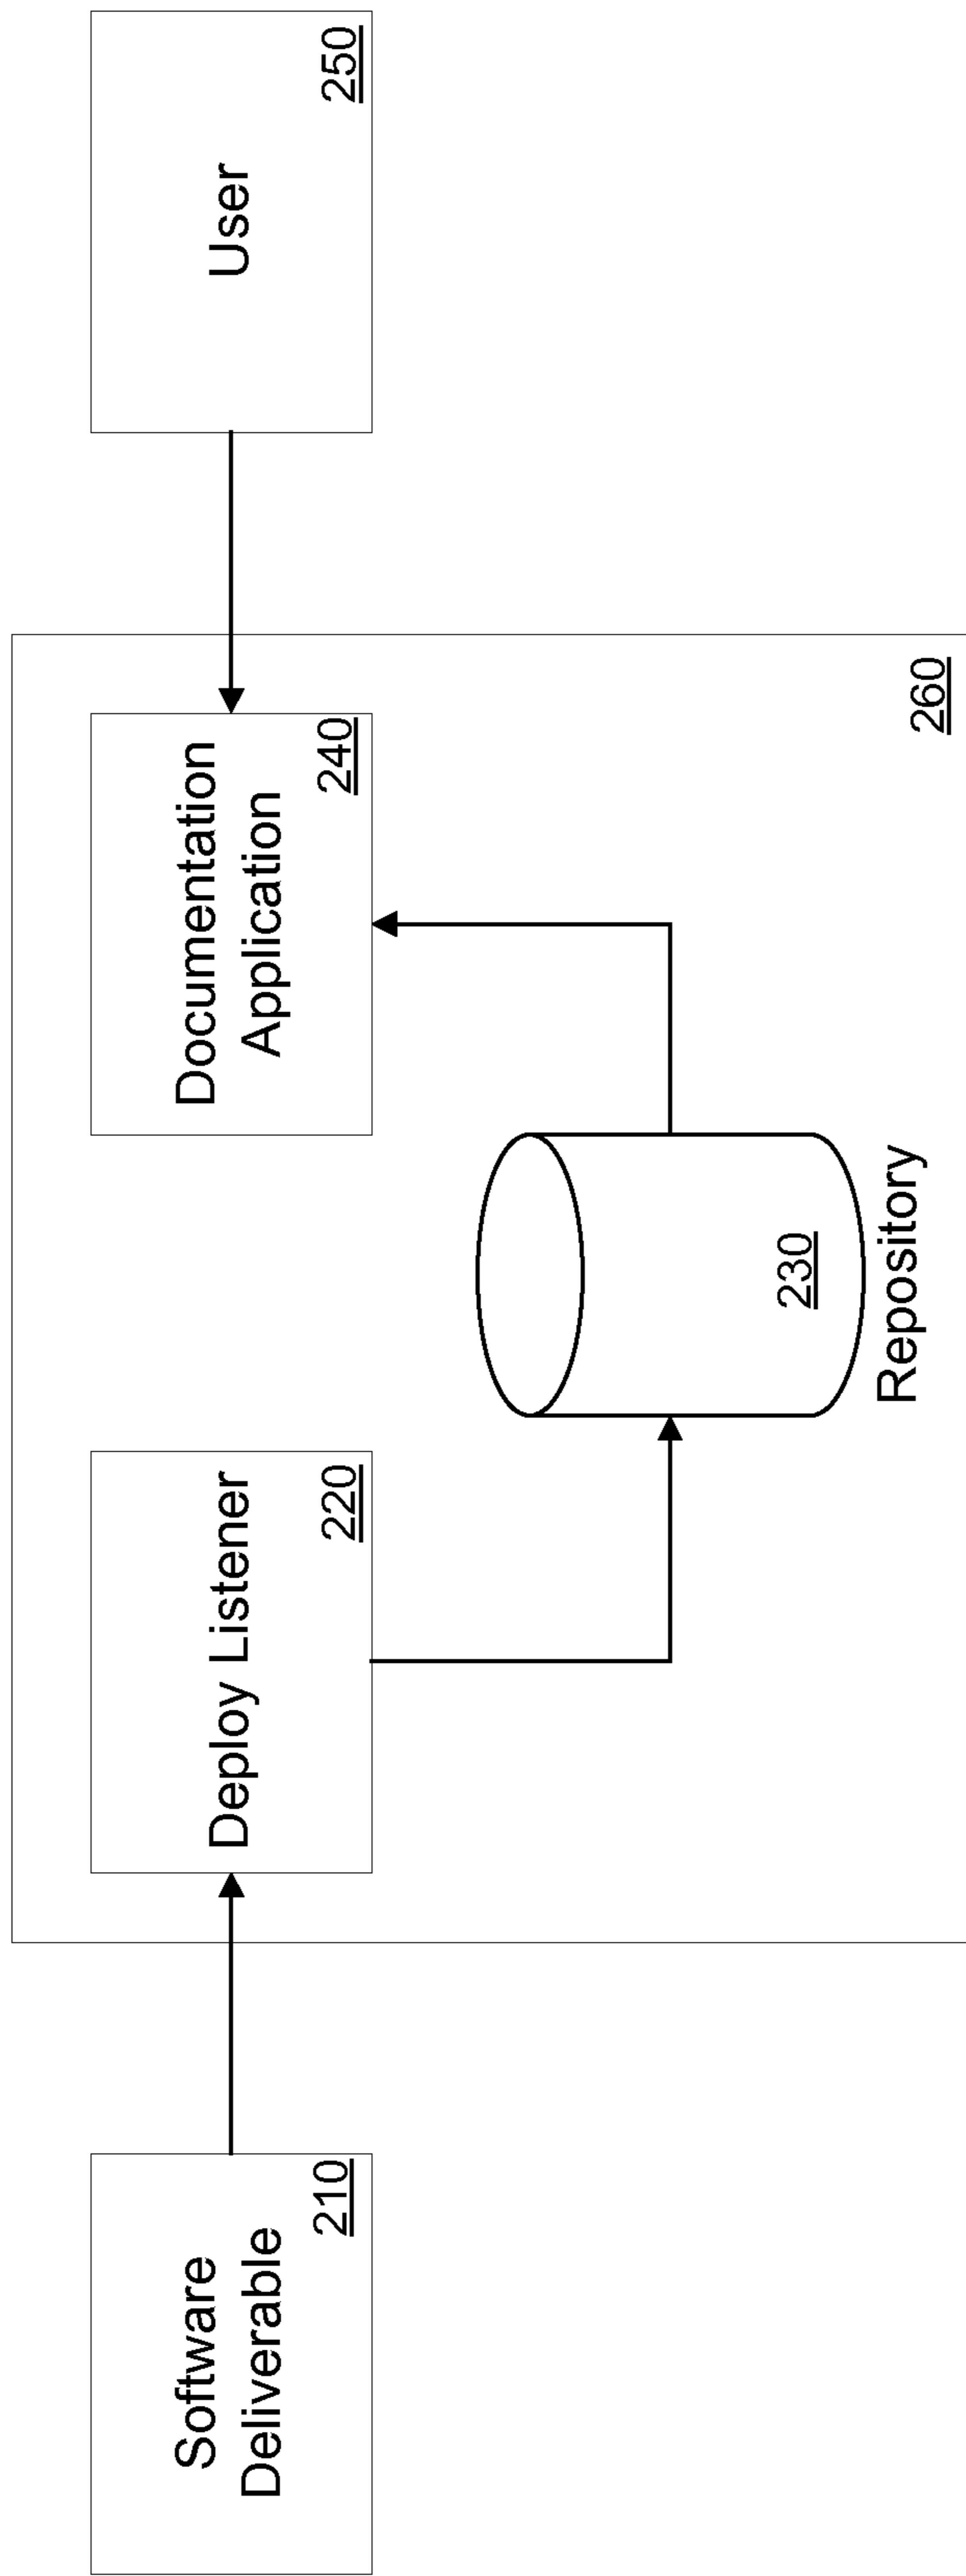 Software
Deliverable
210
Deploy Listener
220
230
Repository
Documentation
Application
240
260
User
250